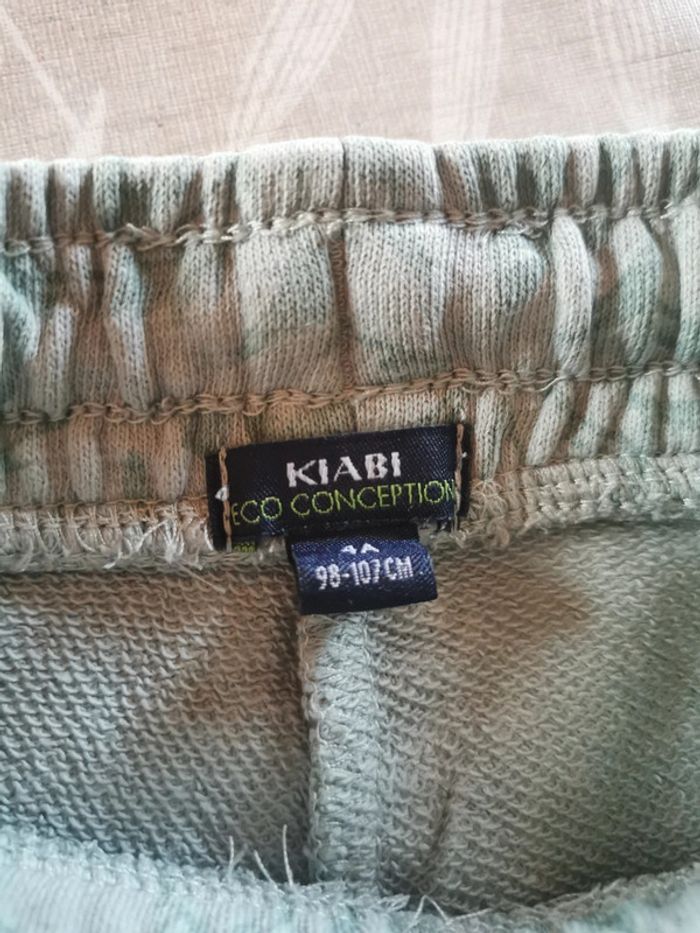 KIABI
ECO CONCEPTION
4A
98-107CM